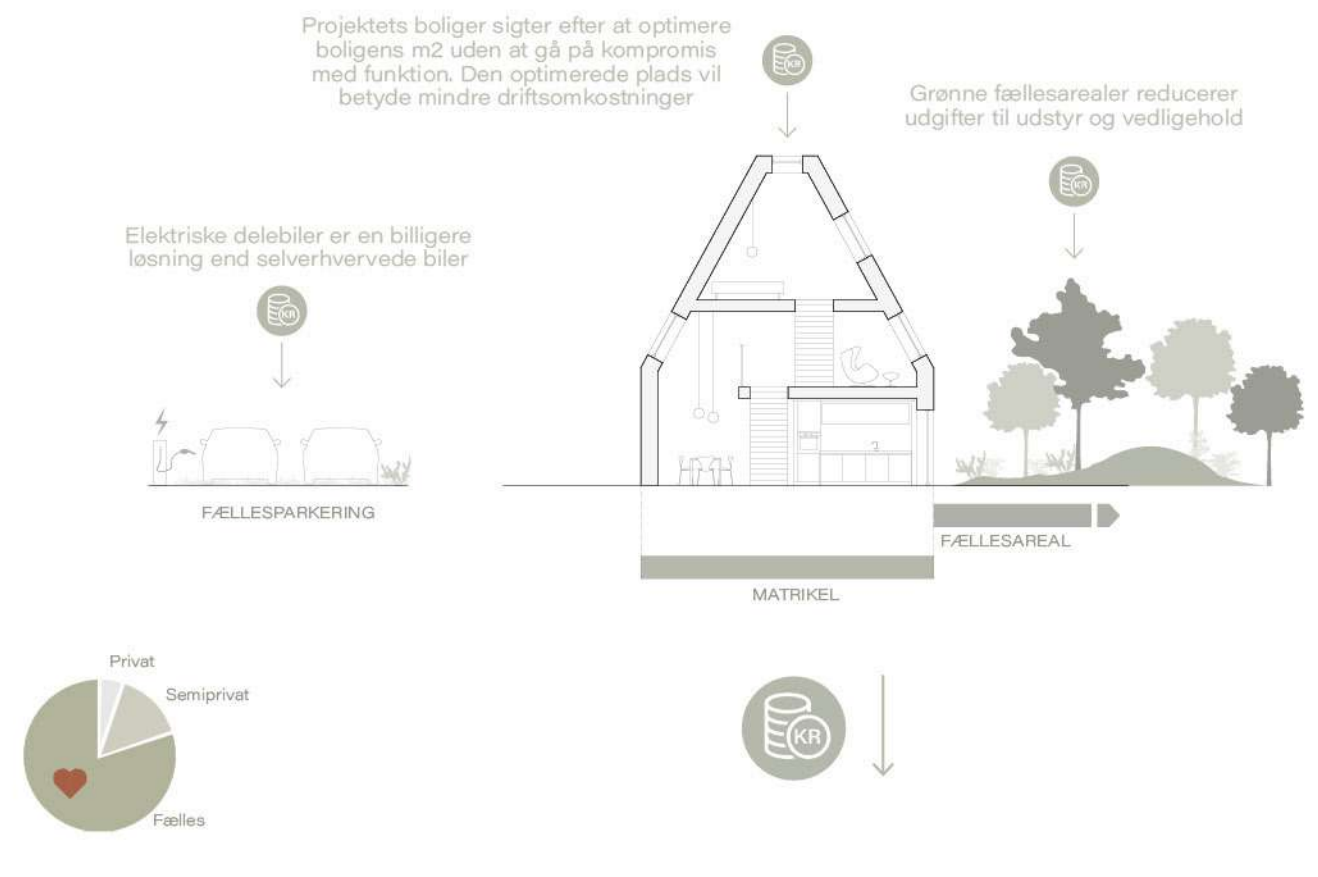 Projektets boliger sigter efter at optimere
boligens m2 uden at gå på kompromis
med funktion. Den optimerede plads vil
betyde mindre driftsomkostninger
KR
Grønne fællesarealer reducerer
udgifter til udstyr og vedligehold
KR
Elektriske delebiler er en billigere
løsning end selverhvervede biler
KR
FÆLLESPARKERING
FÆLLESAREAL
MATRIKEL
Privat
Semiprivat
Fælles
KR